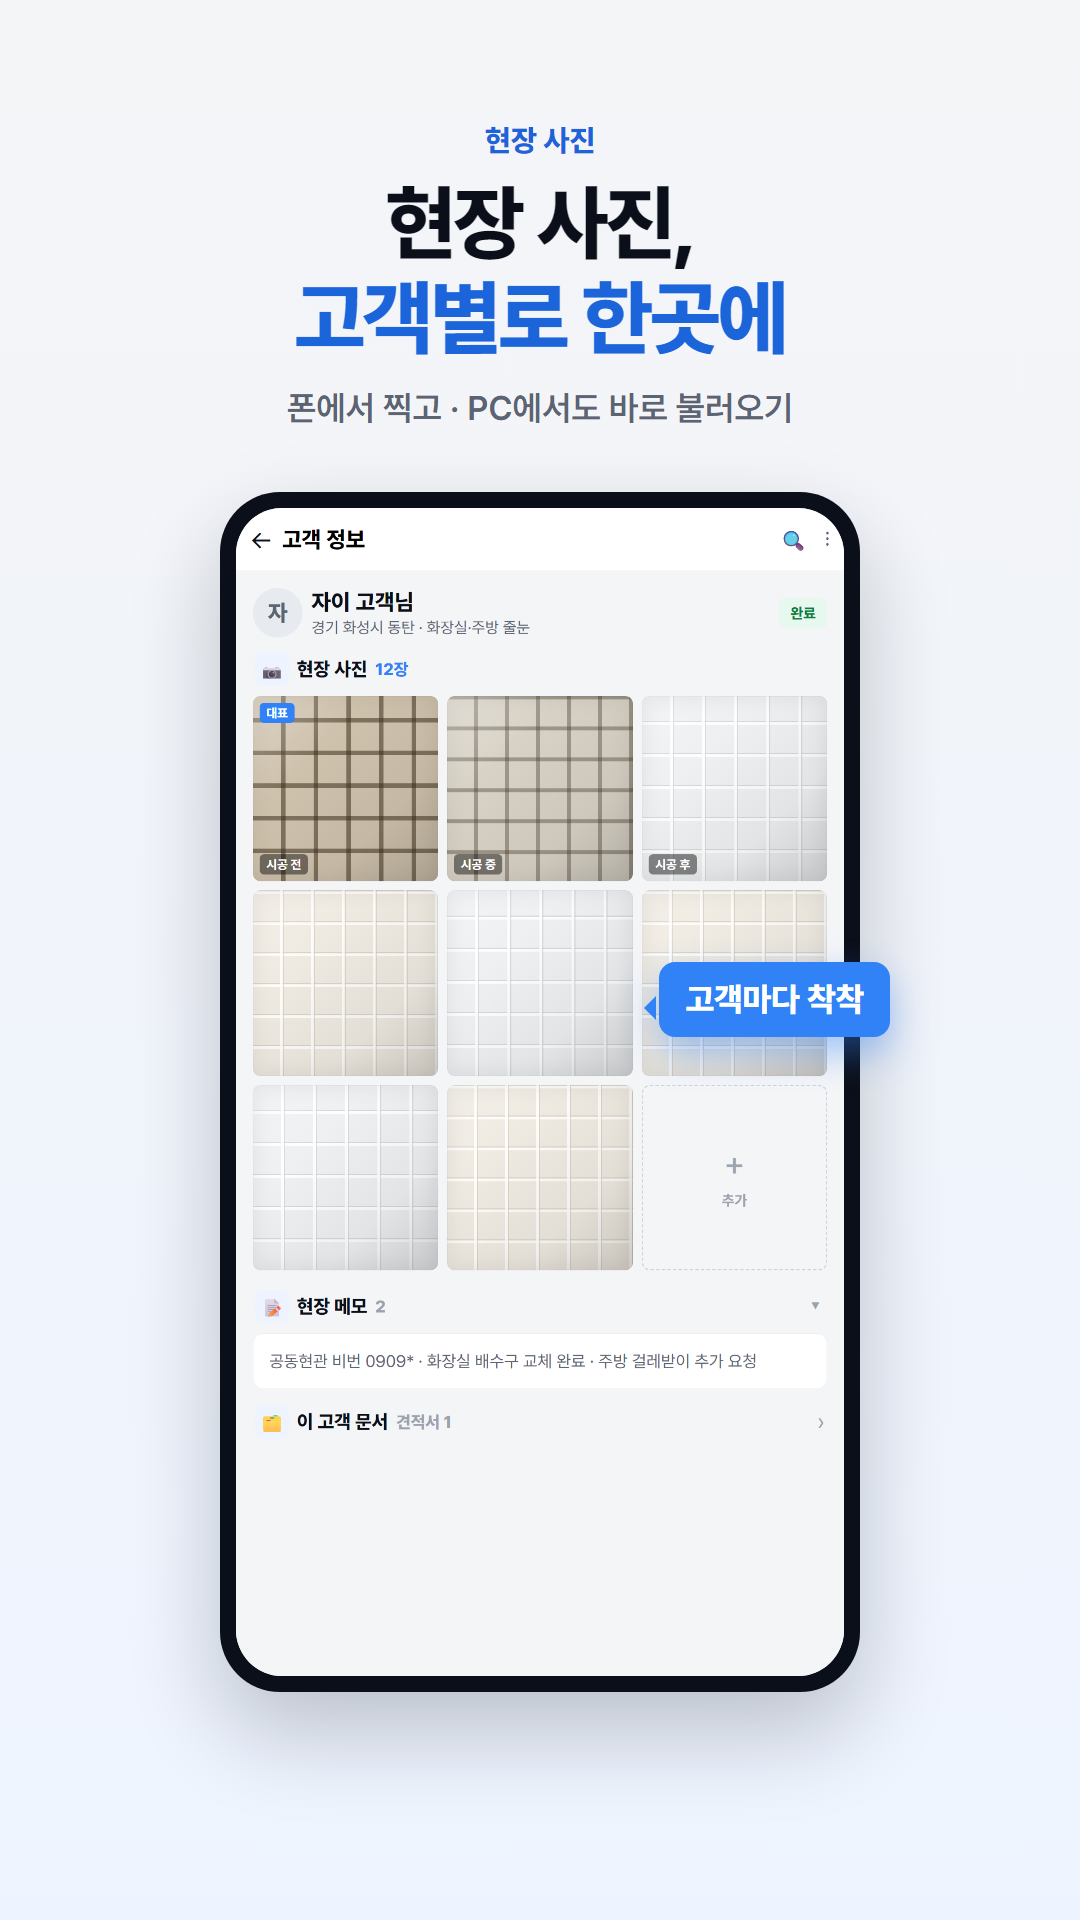 현장 사진
현장 사진,
고객별로 한곳에
폰에서 찍고 · PC에서도 바로 불러오기
← 고객 정보
자 자이 고객님 완료
경기 화성시 동탄 · 화장실·주방 줄눈
현장 사진 12장
대표
시공 전 시공 중 시공 후
고객마다 착착
+
추가
현장 메모 2 ▼
공동현관 비번 0909* · 화장실 배수구 교체 완료 · 주방 걸레받이 추가 요청
이 고객 문서 견적서 1 ›